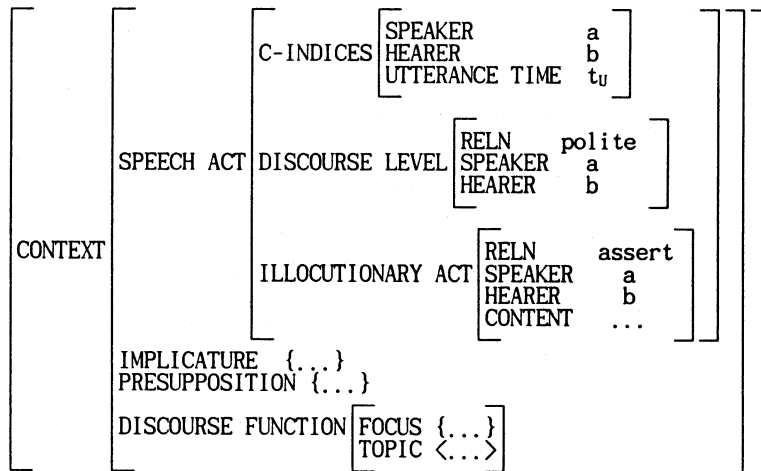 SPEAKER a
C-INDICES HEARER b
UTTERANCE TIME tU
RELN polite
SPEECH ACT DISCOURSE LEVEL SPEAKER a
HEARER b
RELN assert
CONTEXT
ILLOCUTIONARY ACT SPEAKER a
HEARER b
CONTENT ...
IMPLICATURE {...}
PRESUPPOSITION {...}
DISCOURSE FUNCTION FOCUS {...}
TOPIC <...>